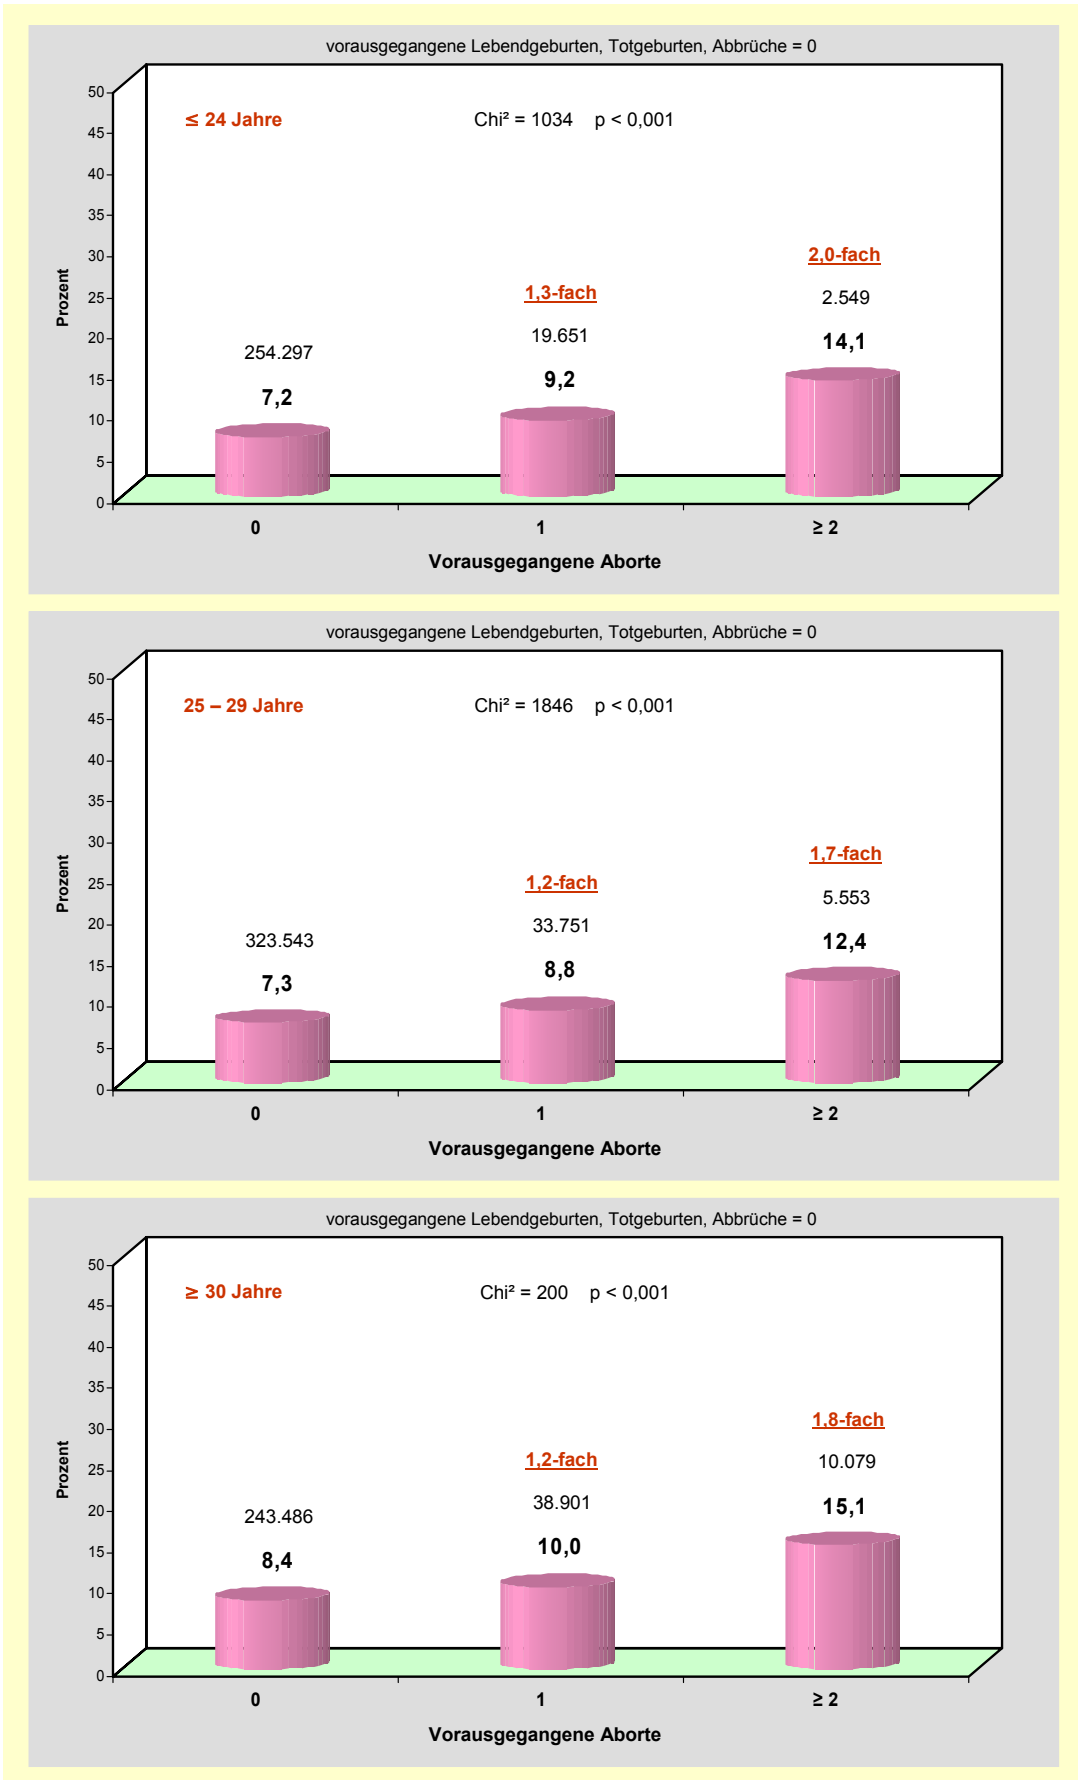 vorausgegangene Lebendgeburten, Totgeburten, Abbrüche = 0
50
≤ 24 Jahre Chi² = 1034 p < 0,001
45
40
35
30
2,0-fach
25
1,3-fach
2.549
20
19.651
14,1
254.297
15
9,2
7,2
10
5
0
Prozent
0 1 ≥ 2
Vorausgegangene Aborte
vorausgegangene Lebendgeburten, Totgeburten, Abbrüche = 0
50
25 – 29 Jahre Chi² = 1846 p < 0,001
45
40
35
30
1,7-fach
25
1,2-fach
5.553
20
33.751
323.543
12,4
15
8,8
7,3
10
5
0
Prozent
0 1 ≥ 2
Vorausgegangene Aborte
vorausgegangene Lebendgeburten, Totgeburten, Abbrüche = 0
50
≥ 30 Jahre Chi² = 200 p < 0,001
45
40
35
30
1,8-fach
25
1,2-fach
10.079
20
38.901
243.486
15,1
15
10,0
8,4
10
5
0
Prozent
0 1 ≥ 2
Vorausgegangene Aborte